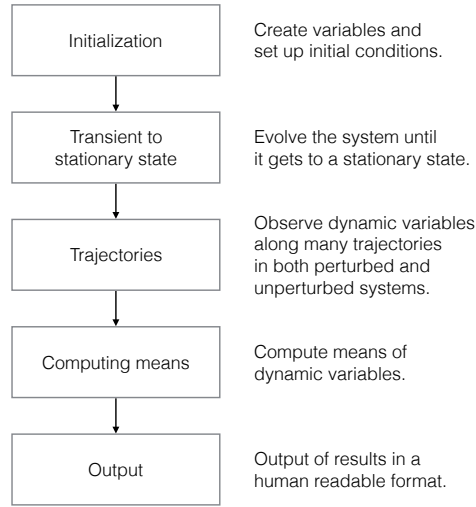 Initialization
Create variables and
set up initial conditions.
Transient to
stationary state
Evolve the system until
it gets to a stationary state.
Trajectories
Observe dynamic variables
along many trajectories
in both perturbed and
unperturbed systems.
Computing means
Compute means of
dynamic variables.
Output
Output of results in a
human readable format.